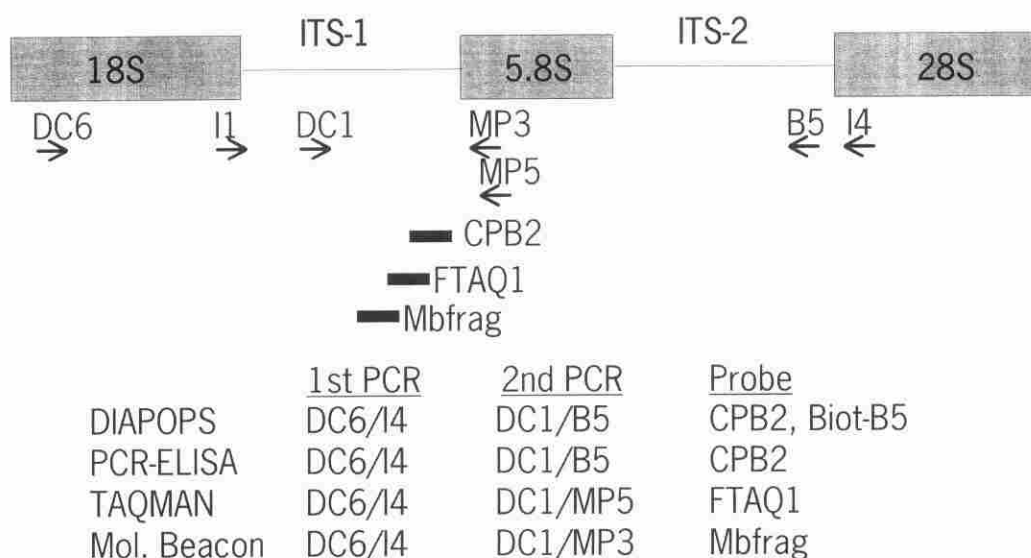 ITS-1 ITS-2
18S 5.8S 28S
DC6 I1 DC1 MP3 B5 I4
MP5
CPB2
FTAQ1
Mbfrag
1st PCR 2nd PCR Probe
DIAPOPS DC6/I4 DC1/B5 CPB2, Biot-B5
PCR-ELISA DC6/I4 DC1/B5 CPB2
TAQMAN DC6/I4 DC1/MP5 FTAQ1
Mol. Beacon DC6/I4 DC1/MP3 Mbfrag